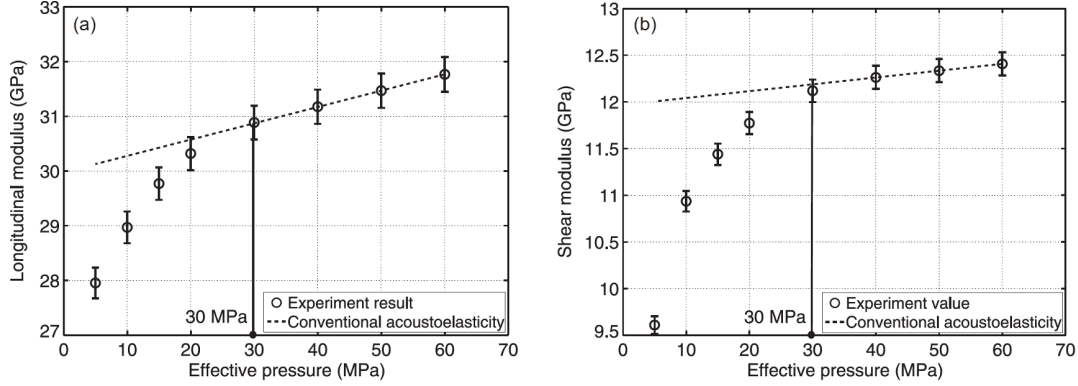 (a)
Longitudinal modulus (GPa)
33
32
31
30
29
28
27
30 MPa
Experiment result
Conventional acoustoelasticity
0 10 20 30 40 50 60 70
Effective pressure (MPa)
(b)
Shear modulus (GPa)
13
12.5
12
11.5
11
10.5
10
9.5
30 MPa
Experiment value
Conventional acoustoelasticity
0 10 20 30 40 50 60 70
Effective pressure (MPa)